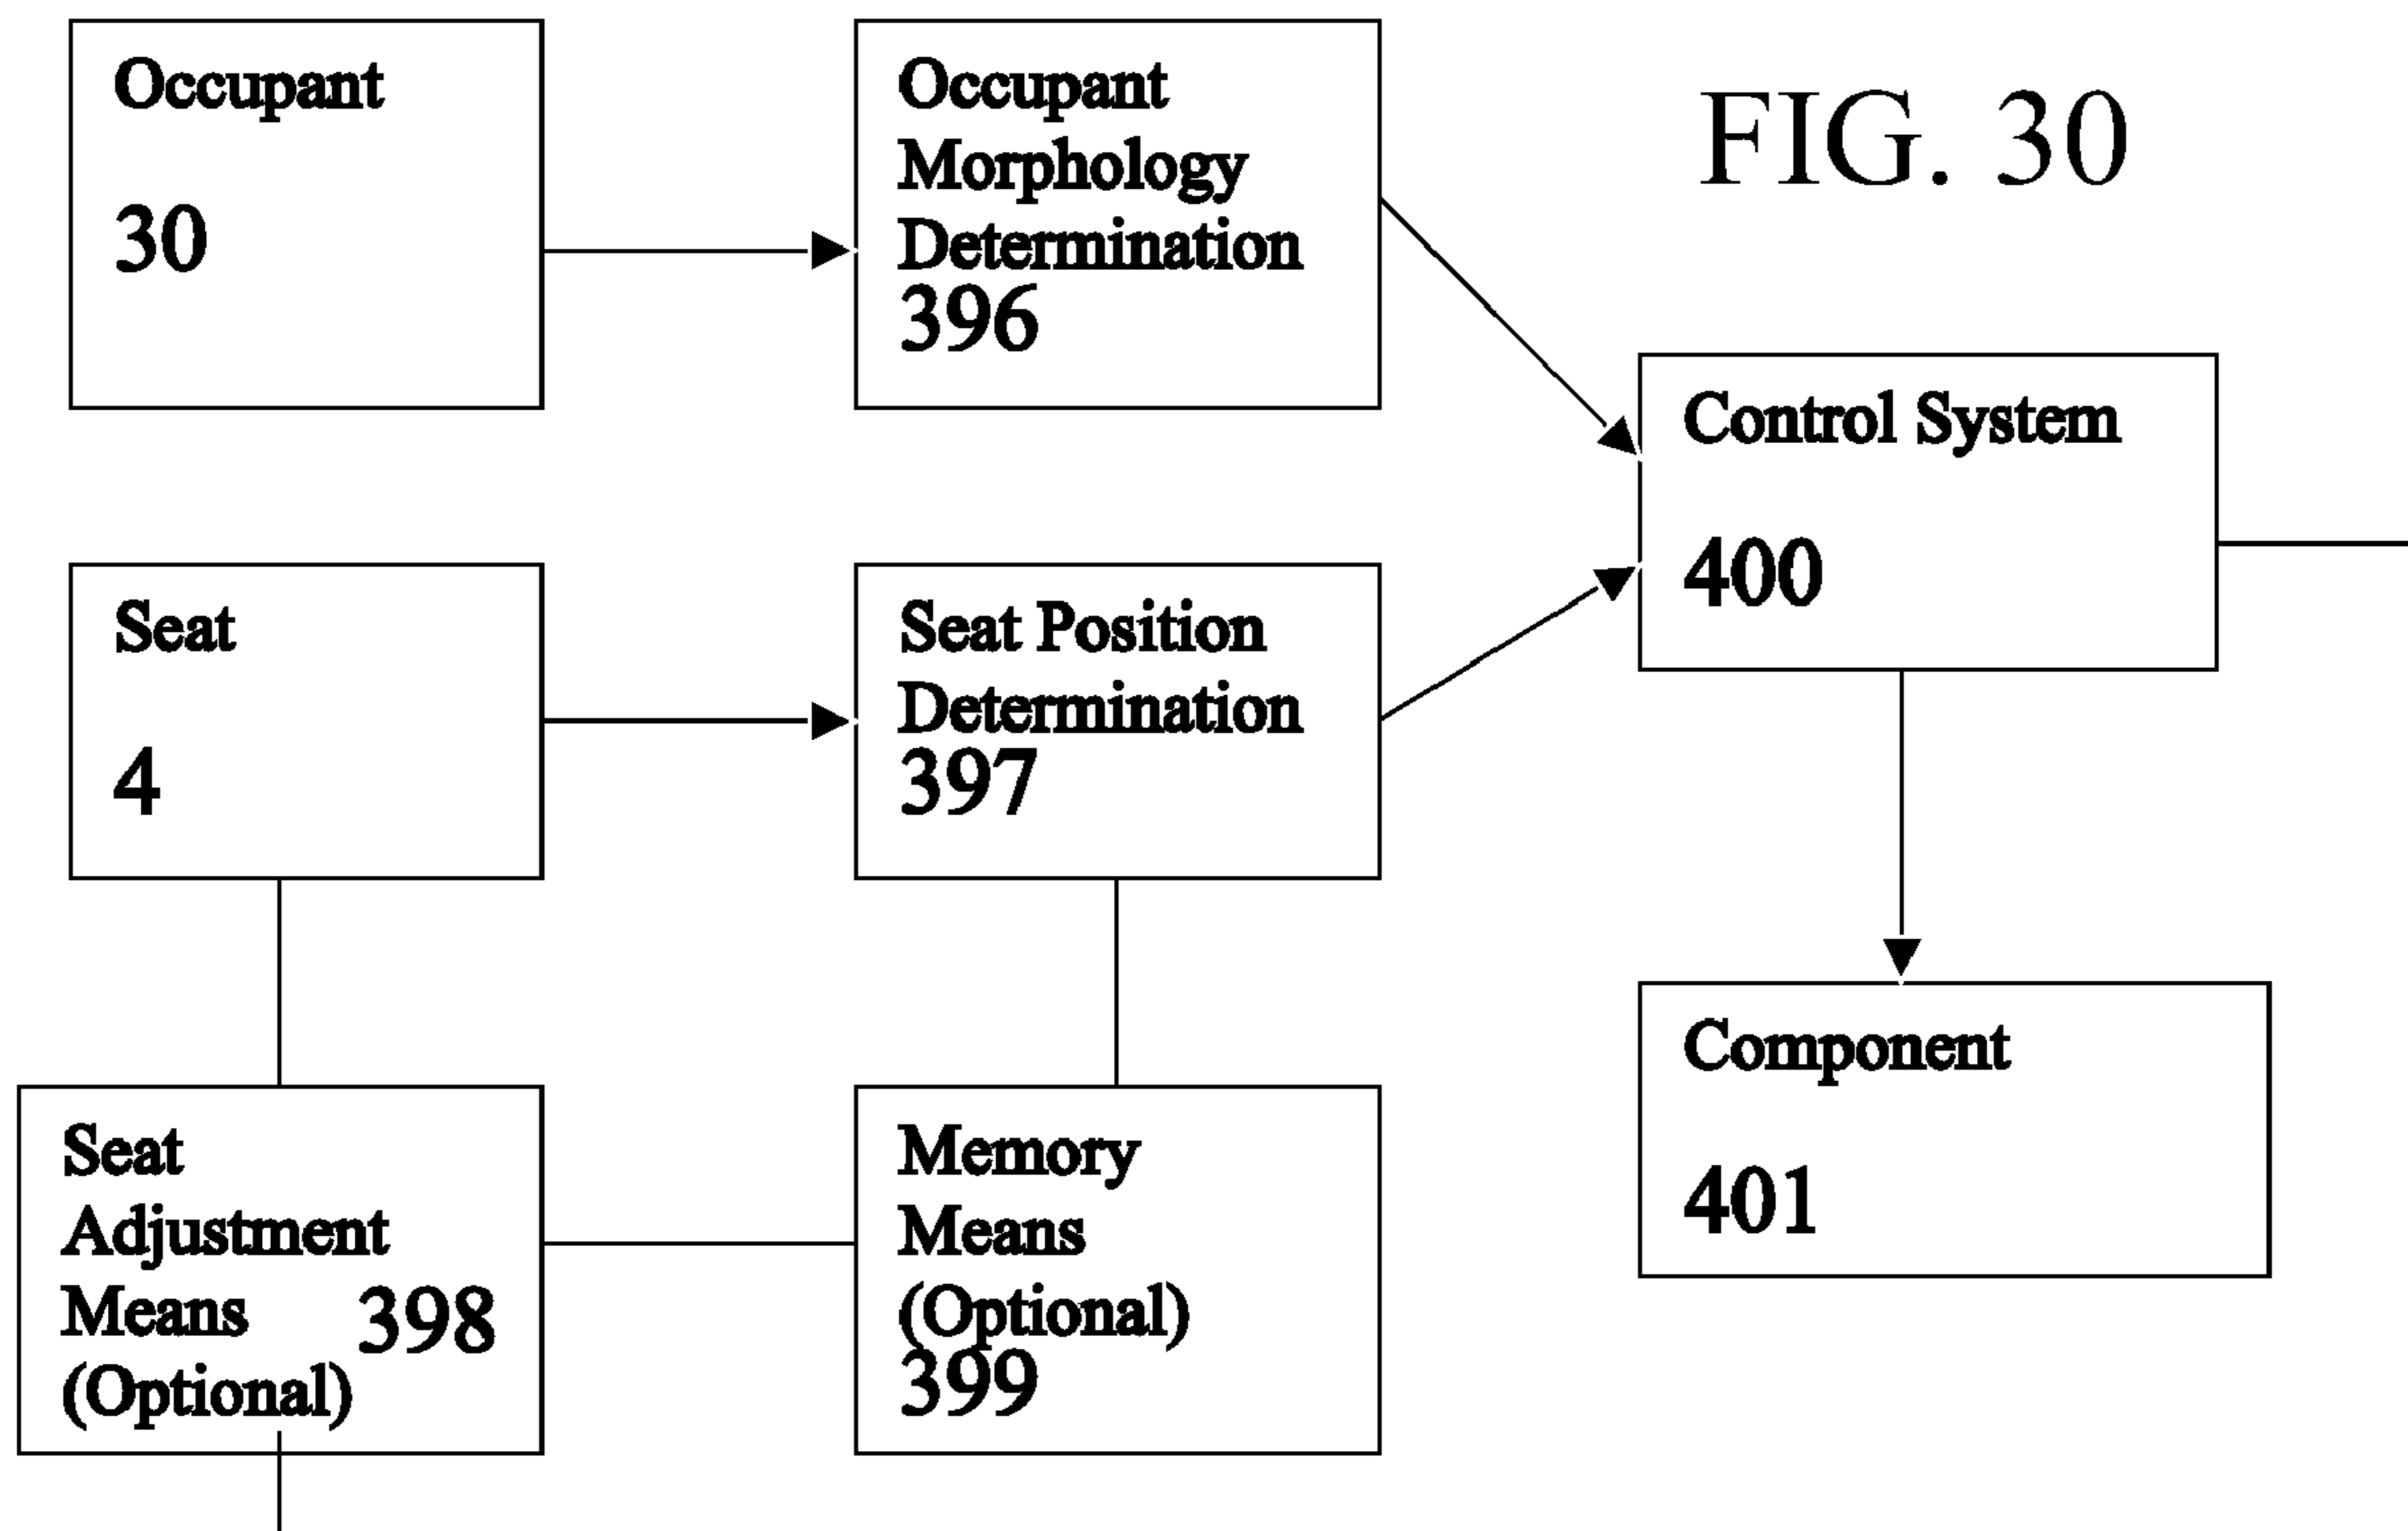 Occupant
30
Occupant
Morphology
Determination
396
FIG. 30
Control System
400
Seat
4
Seat Position
Determination
397
Component
401
Seat
Adjustment
Means 398
(Optional)
Memory
Means
(Optional)
399